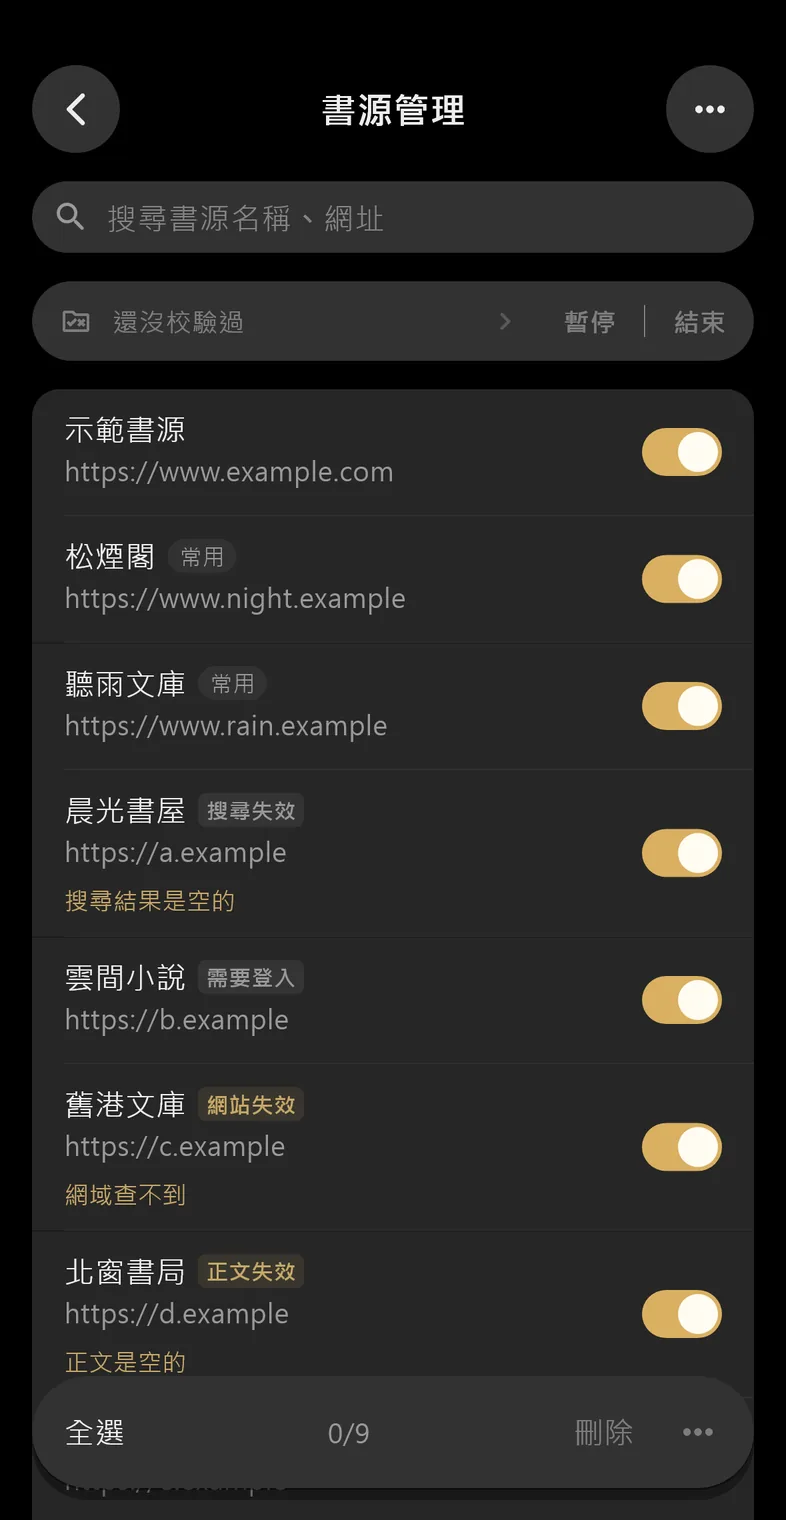 書源管理
搜尋書源名稱、網址
還沒校驗過 暫停 結束
示範書源
https://www.example.com
松煙閣 常用
https://www.night.example
聽雨文庫 常用
https://www.rain.example
晨光書屋 搜尋失效
https://a.example
搜尋結果是空的
雲間小說 需要登入
https://b.example
舊港文庫 網站失效
https://c.example
網域查不到
北窗書局 正文失效
https://d.example
正文是空的
全選 0/9 刪除